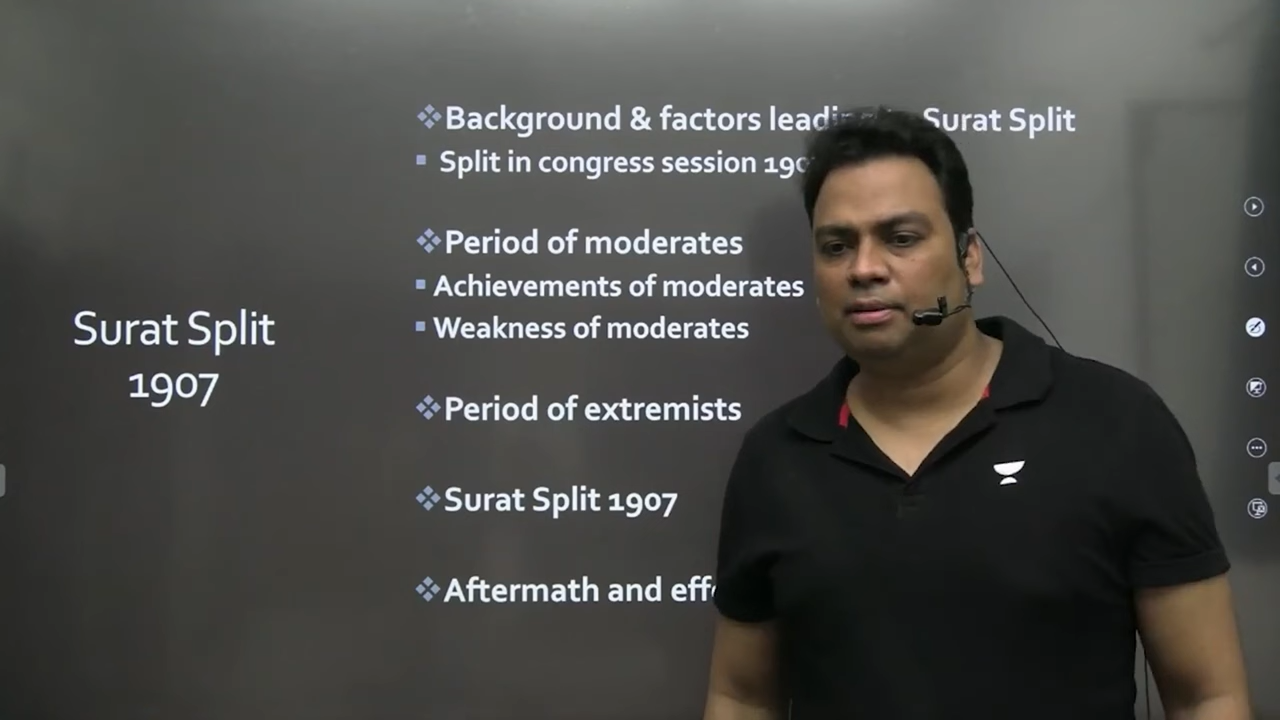 Surat Split
1907
Background & factors leading Surat Split
Split in congress session
Period of moderates
Achievements of moderates
Weakness of moderates
Period of extremists
Surat Split 1907
Aftermath and